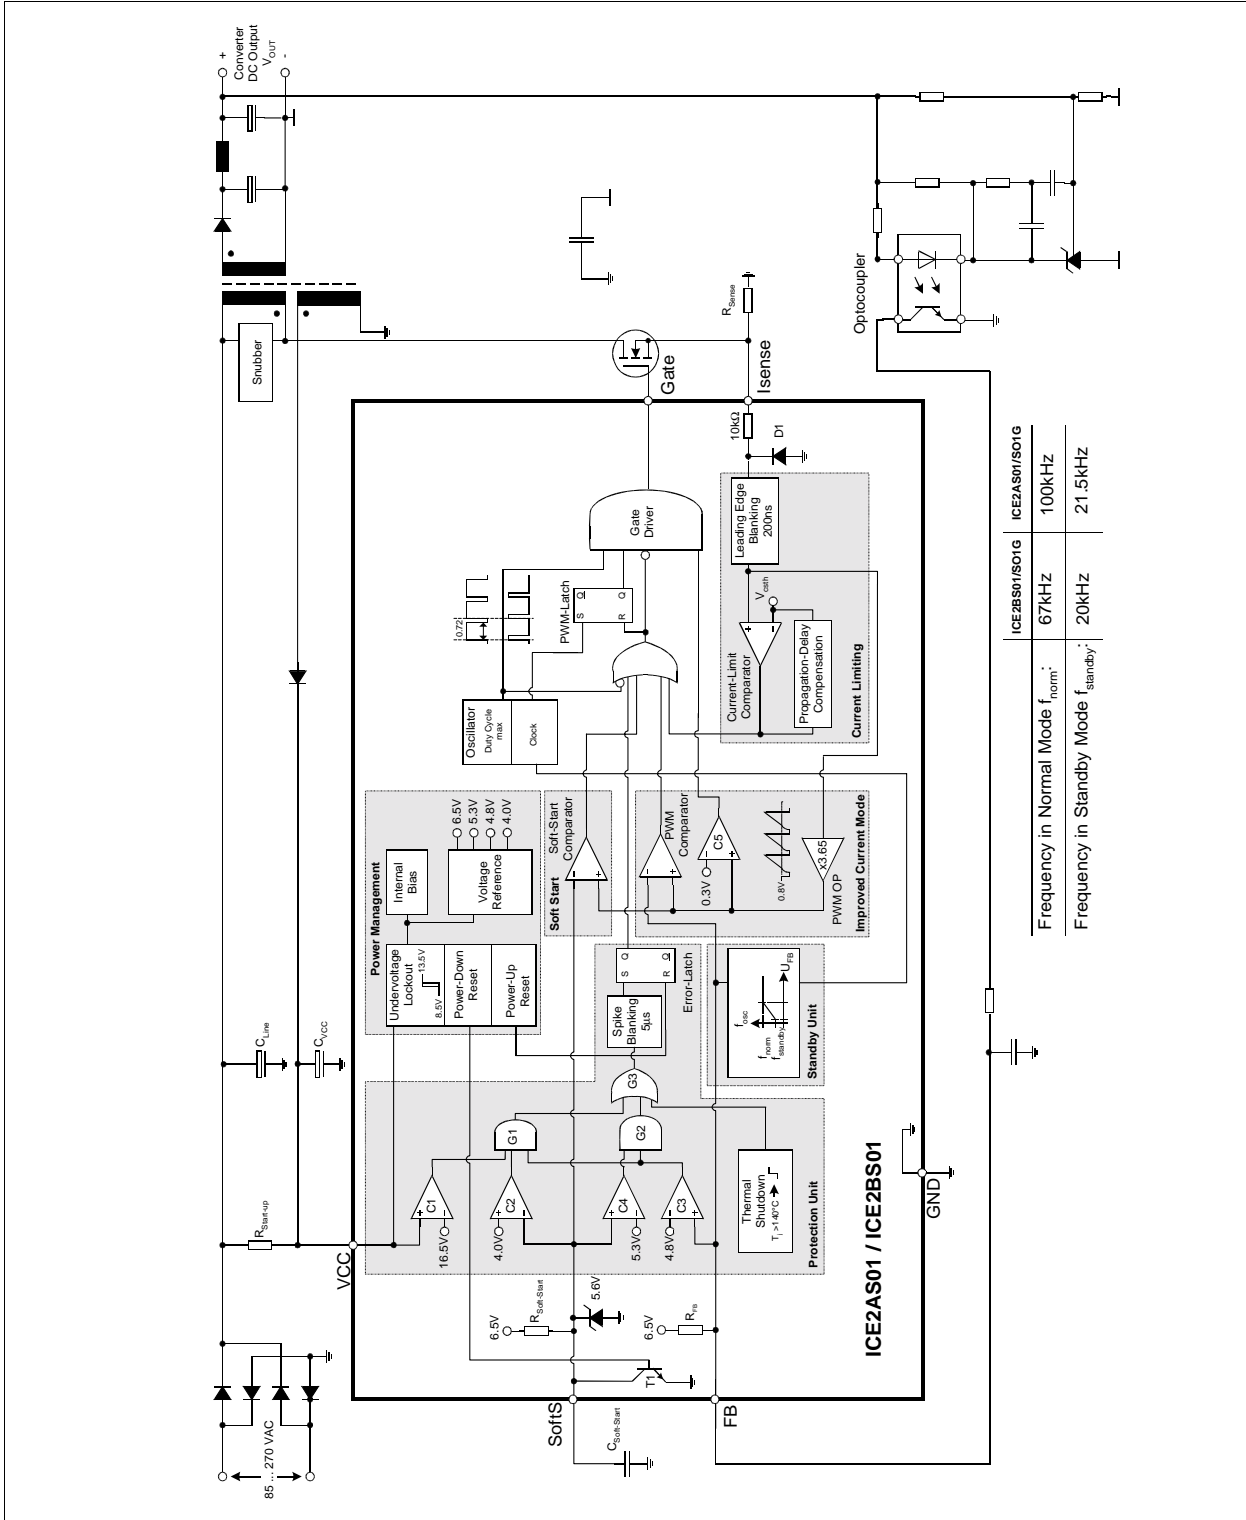 85 ... 270 VAC
Snubber
Converter
DC Output
V_OUT
+
-
R_Start-up
C_Line
C_VCC
VCC
Power Management
Undervoltage
Lockout
13.5V
8.5V
Power-Down
Reset
Power-Up
Reset
Internal
Bias
Voltage
Reference
6.5V
5.3V
4.8V
4.0V
Oscillator
Duty Cycle
max
Clock
0.72
PWM-Latch
S
Q
R
Q
Gate
Driver
Gate
R_Sense
Isense
10kΩ
D1
Soft-Start
Comparator
Soft Start
16.5V
C1
4.0V
C2
5.3V
C4
4.8V
C3
G1
G2
G3
Spike
Blanking
5µs
S
Q
R
Q
Error-Latch
Thermal
Shutdown
T_j >140°C
Protection Unit
PWM
Comparator
0.3V
C5
0.8V
x3.65
PWM OP
Improved Current Mode
Current-Limit
Comparator
Leading Edge
Blanking
200ns
V_csth
Propagation-Delay
Compensation
Current Limiting
f_osc
f_norm
f_standby
U_FB
Standby Unit
6.5V
R_Soft-Start
5.6V
T1
6.5V
R_FB
SoftS
C_Soft-Start
FB
GND
Optocoupler
ICE2AS01 / ICE2BS01
ICE2BS01/SO1G ICE2AS01/SO1G
Frequency in Normal Mode f_norm: 67kHz 100kHz
Frequency in Standby Mode f_standby: 20kHz 21.5kHz